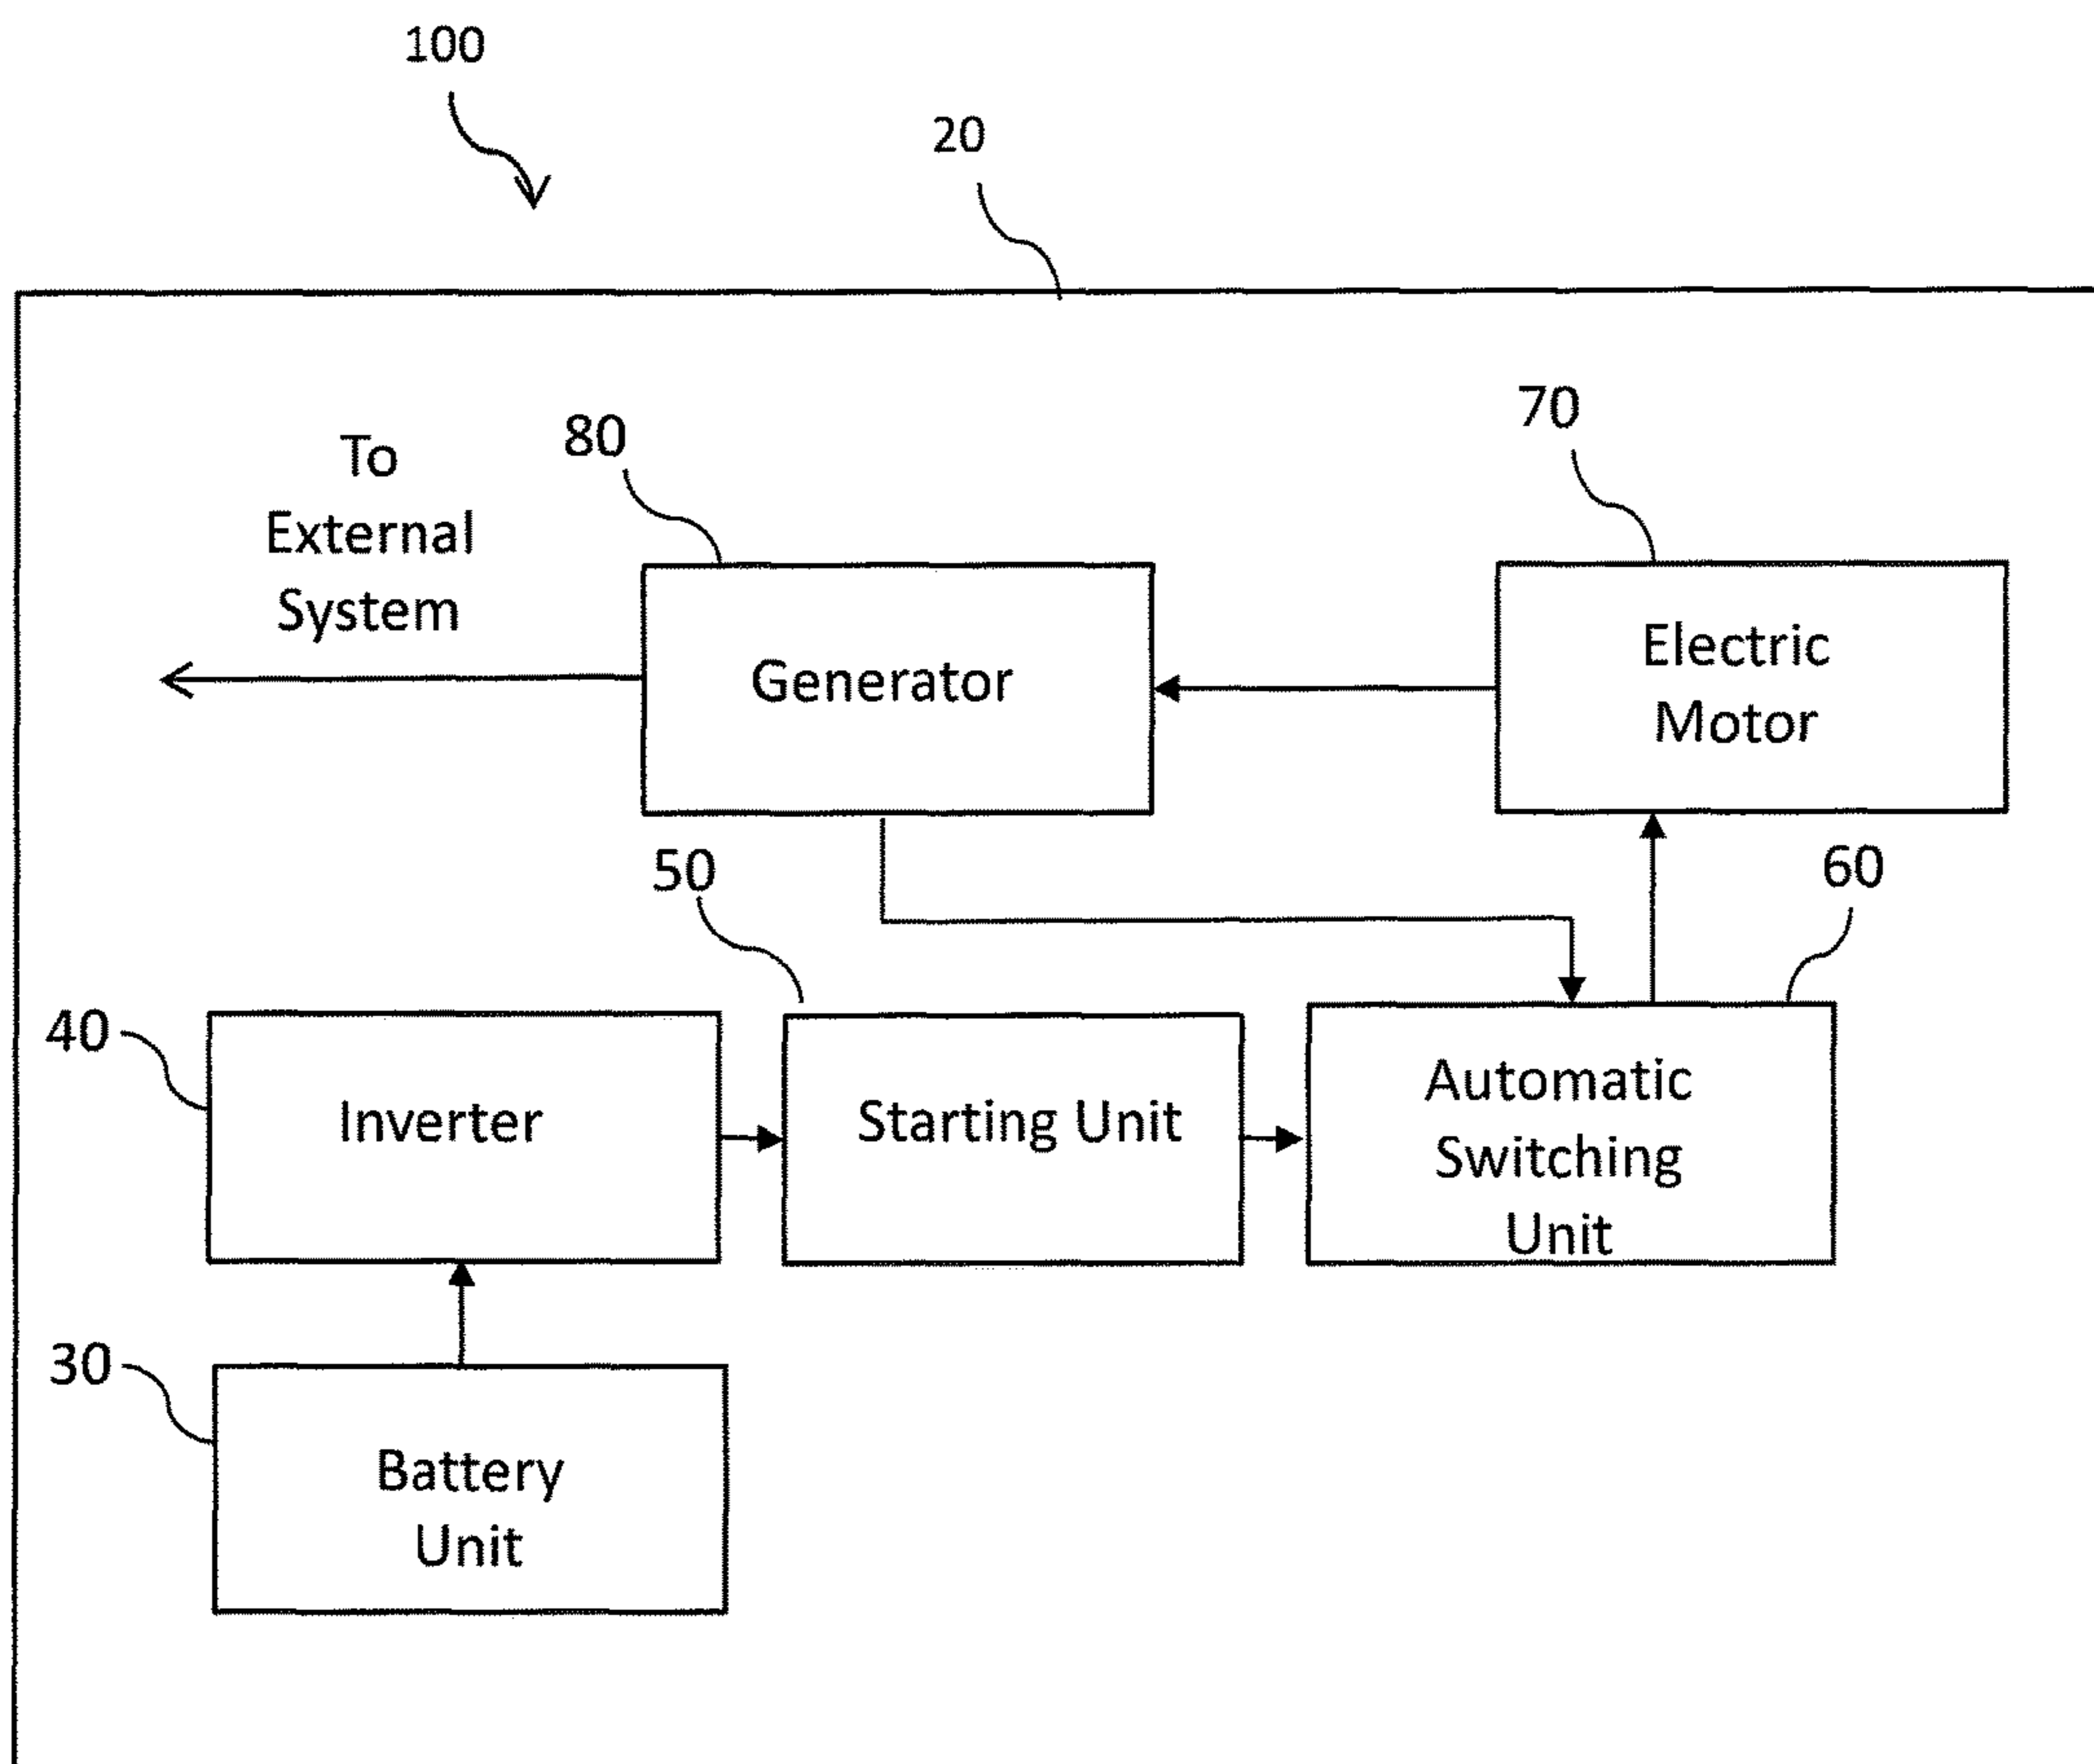 100
20
70
80
To
External
System
Generator
Electric
Motor
50
60
40
Inverter
Starting Unit
Automatic
Switching
Unit
30
Battery
Unit